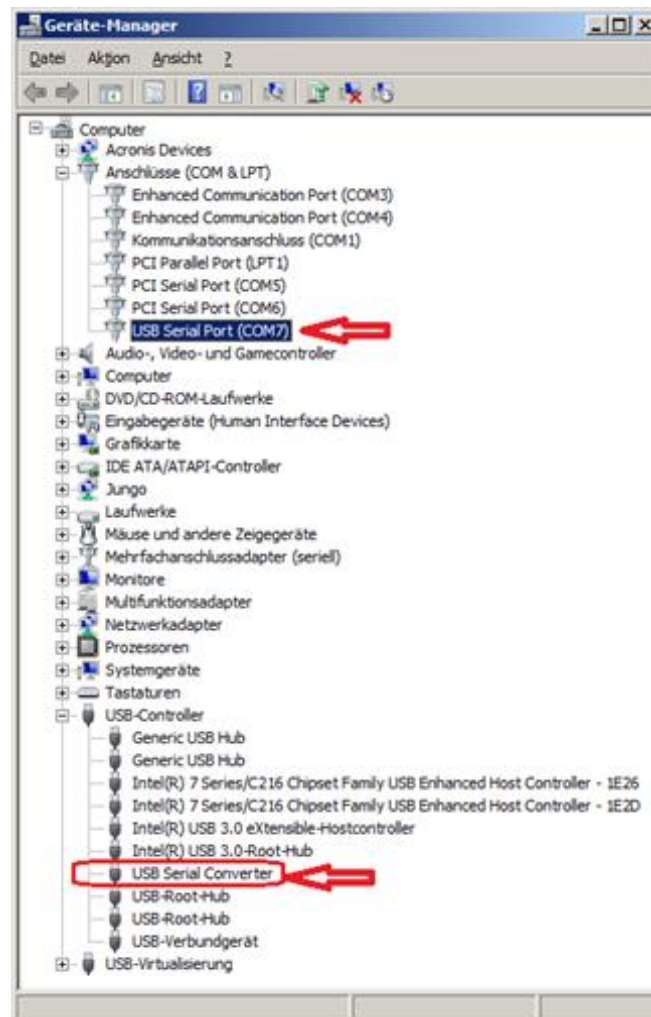 Geräte-Manager
Datei Aktion Ansicht ?
Computer
Acronis Devices
Anschlüsse (COM & LPT)
Enhanced Communication Port (COM3)
Enhanced Communication Port (COM4)
Kommunikationsanschluss (COM1)
PCI Parallel Port (LPT1)
PCI Serial Port (COM5)
PCI Serial Port (COM6)
USB Serial Port (COM7)
Audio-, Video- und Gamecontroller
Computer
DVD/CD-ROM-Laufwerke
Eingabegeräte (Human Interface Devices)
Grafikkarte
IDE ATA/ATAPI-Controller
Jungo
Laufwerke
Mäuse und andere Zeigegeräte
Mehrfachanschlussadapter (seriell)
Monitore
Multifunktionsadapter
Netzwerkadapter
Prozessoren
Systemgeräte
Tastaturen
USB-Controller
Generic USB Hub
Generic USB Hub
Intel(R) 7 Series/C216 Chipset Family USB Enhanced Host Controller - 1E26
Intel(R) 7 Series/C216 Chipset Family USB Enhanced Host Controller - 1E2D
Intel(R) USB 3.0 eXtensible-Hostcontroller
Intel(R) USB 3.0-Root-Hub
USB Serial Converter
USB-Root-Hub
USB-Root-Hub
USB-Verbundgerät
USB-Virtualisierung